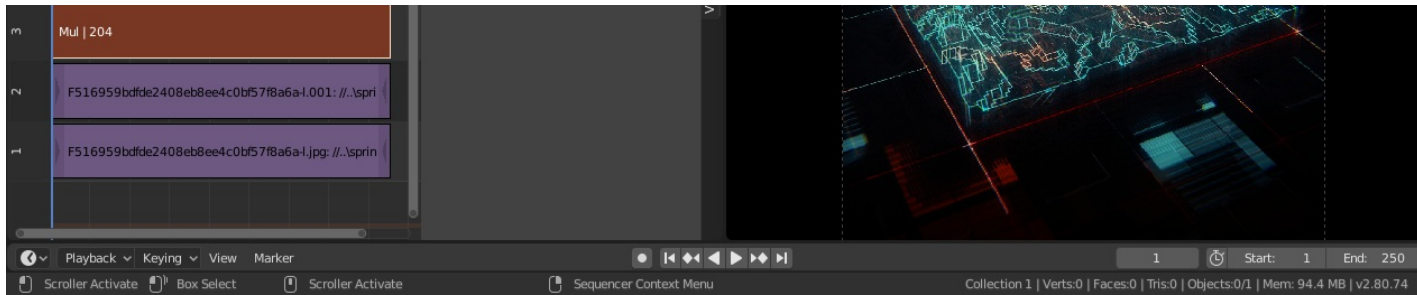 3
Mul | 204
2
F516959bdfde2408eb8ee4c0bf57f8a6a-l.001: //..\spri
1
F516959bdfde2408eb8ee4c0bf57f8a6a-l.jpg: //..\sprin
Playback Keying View Marker
1 Start: 1 End: 250
Scroller Activate Box Select Scroller Activate Sequencer Context Menu Collection 1 | Verts:0 | Faces:0 | Tris:0 | Objects:0/1 | Mem: 94.4 MB | v2.80.74